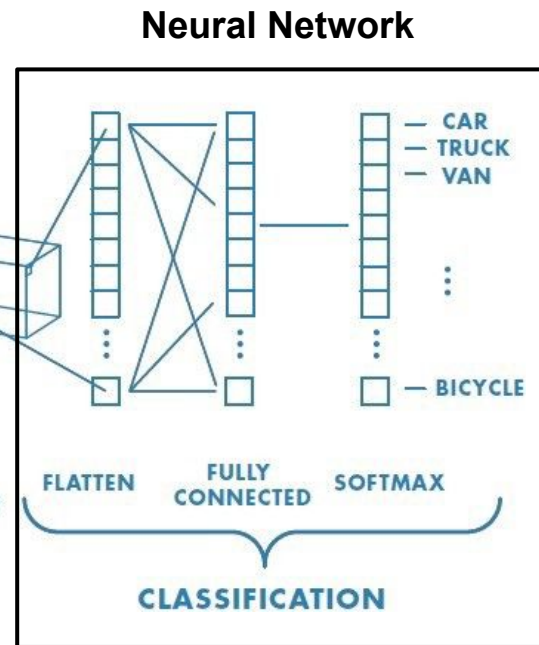 Neural Network
CAR
TRUCK
VAN
BICYCLE
FLATTEN
FULLY
CONNECTED
SOFTMAX
CLASSIFICATION